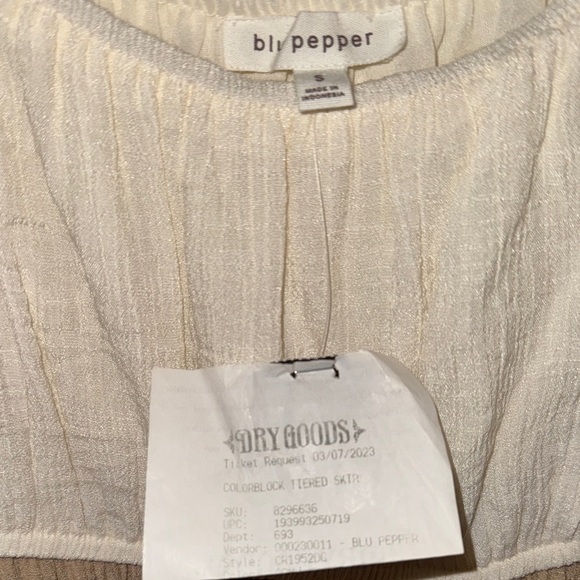 blu pepper
S
MADE IN
INDONESIA
DRY GOODS
Ticket Request 03/07/2023
COLORBLOCK TIERED SKIR
SKU: 8296636
UPC: 193993250719
Dept: 693
Vendor: 000230011 - BLU PEPPER
Style: CR1952DG